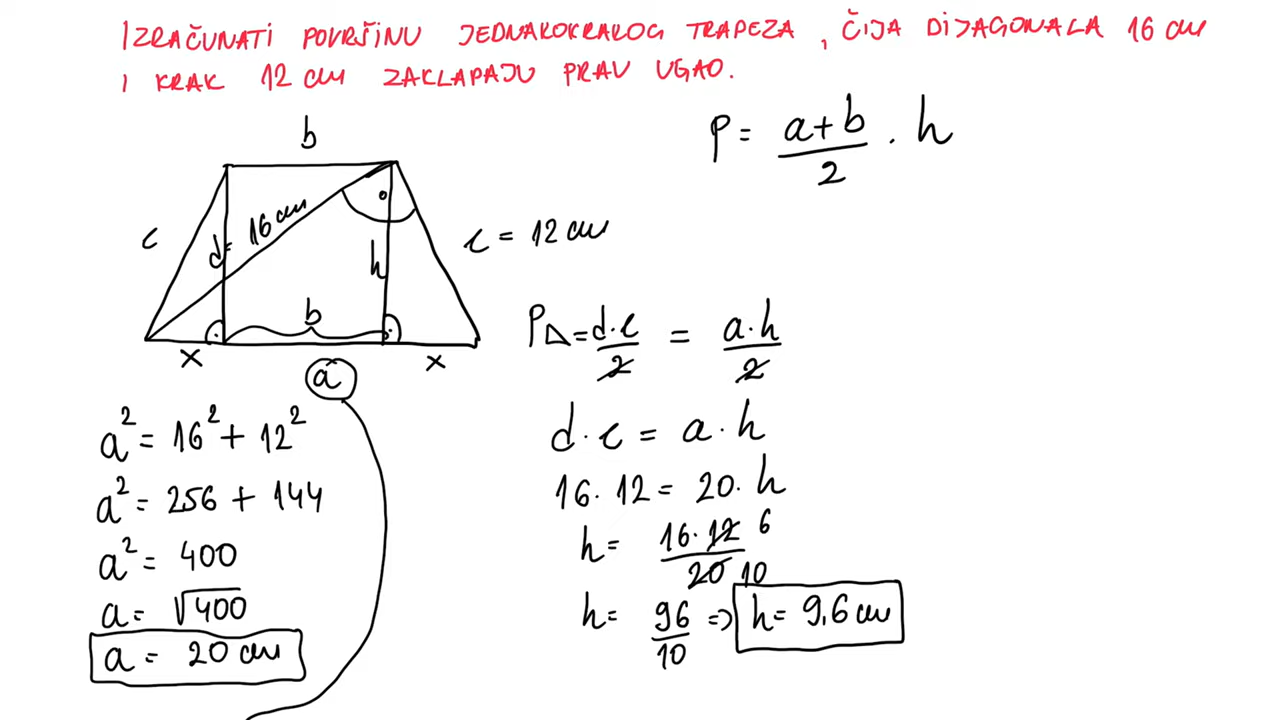 IZRAČUNATI POVRŠINU JEDNAKOKRAKOG TRAPEZA, ČIJA DIJAGONALA 16 cm
I KRAK 12 cm ZAKLAPAJU PRAV UGAO.
P = (a+b)/2 · h
b
c
d = 16 cm
h
c = 12 cm
b
x
x
a
P△ = d·c/2 = a·h/2
d·c = a·h
16·12 = 20·h
h = 16·12/20 6 10
h = 96/10 => h = 9,6 cm
a² = 16² + 12²
a² = 256 + 144
a² = 400
a = √400
a = 20 cm